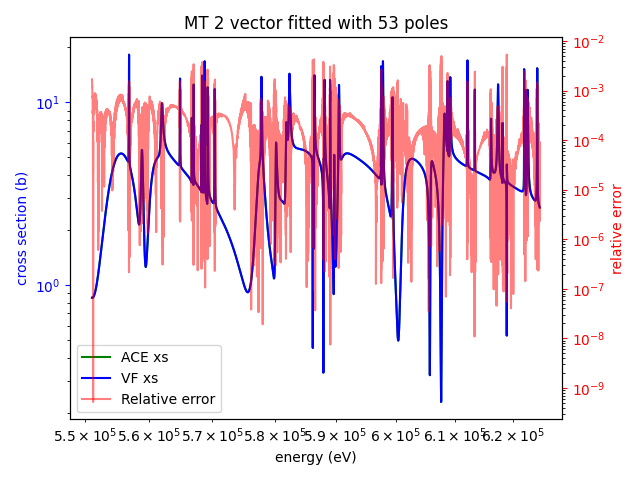 MT 2 vector fitted with 53 poles
10⁻²
10¹
10⁻³
10⁻⁴
10⁻⁵
10⁻⁶
10⁰
10⁻⁷
10⁻⁸
10⁻⁹
cross section (b)
relative error
ACE xs
VF xs
Relative error
5.5 × 10⁵ 5.6 × 10⁵ 5.7 × 10⁵ 5.8 × 10⁵ 5.9 × 10⁵ 6 × 10⁵ 6.1 × 10⁵ 6.2 × 10⁵
energy (eV)